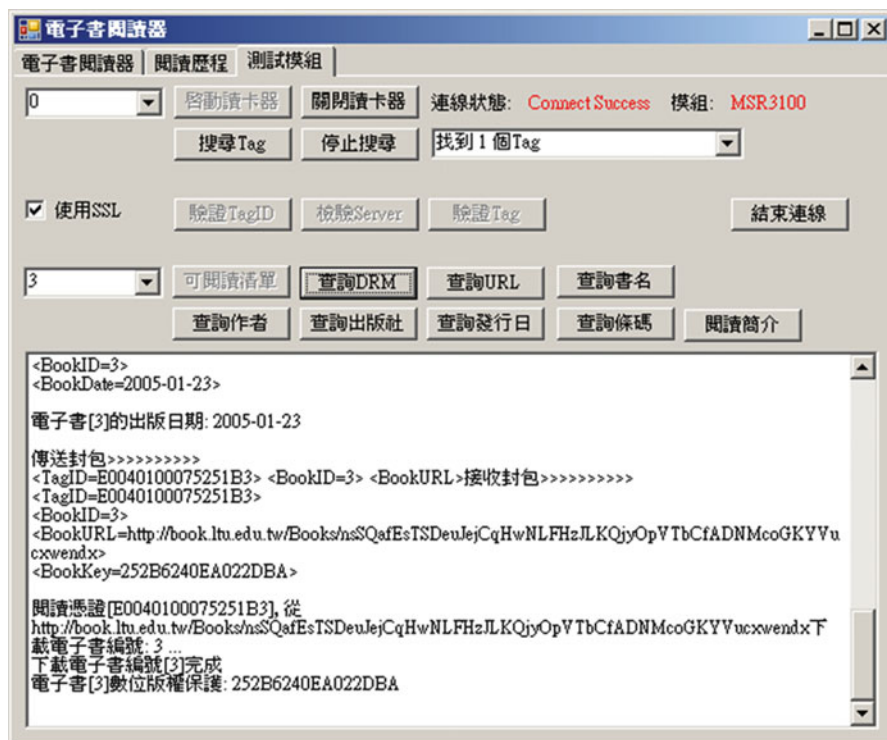 電子書閱讀器
電子書閱讀器 閱讀歷程 測試模組
0 啟動讀卡器 關閉讀卡器 連線狀態: Connect Success 模組: MSR3100
搜尋Tag 停止搜尋 找到 1 個Tag
使用SSL 驗證TagID 檢驗Server 驗證Tag 結束連線
3 可閱讀清單 查詢DRM 查詢URL 查詢書名
查詢作者 查詢出版社 查詢發行日 查詢條碼 閱讀簡介
<BookID=3>
<BookDate=2005-01-23>
電子書[3]的出版日期: 2005-01-23
傳送封包>>>>>>>>>>
<TagID=E0040100075251B3> <BookID=3> <BookURL>接收封包>>>>>>>>>>
<TagID=E0040100075251B3>
<BookID=3>
<BookURL=http://book.ltu.edu.tw/Books/nsSQafEsTSDeuJejCqHwNLFHzJLKQjyOpVTbCfADNMcoGKYVu
cxwendx>
<BookKey=252B6240EA022DBA>
閱讀憑證[E0040100075251B3], 從
http://book.ltu.edu.tw/Books/nsSQafEsTSDeuJejCqHwNLFHzJLKQjyOpVTbCfADNMcoGKYVucxwendx下
載電子書編號: 3 ...
下載電子書編號[3]完成
電子書[3]數位版權保護: 252B6240EA022DBA